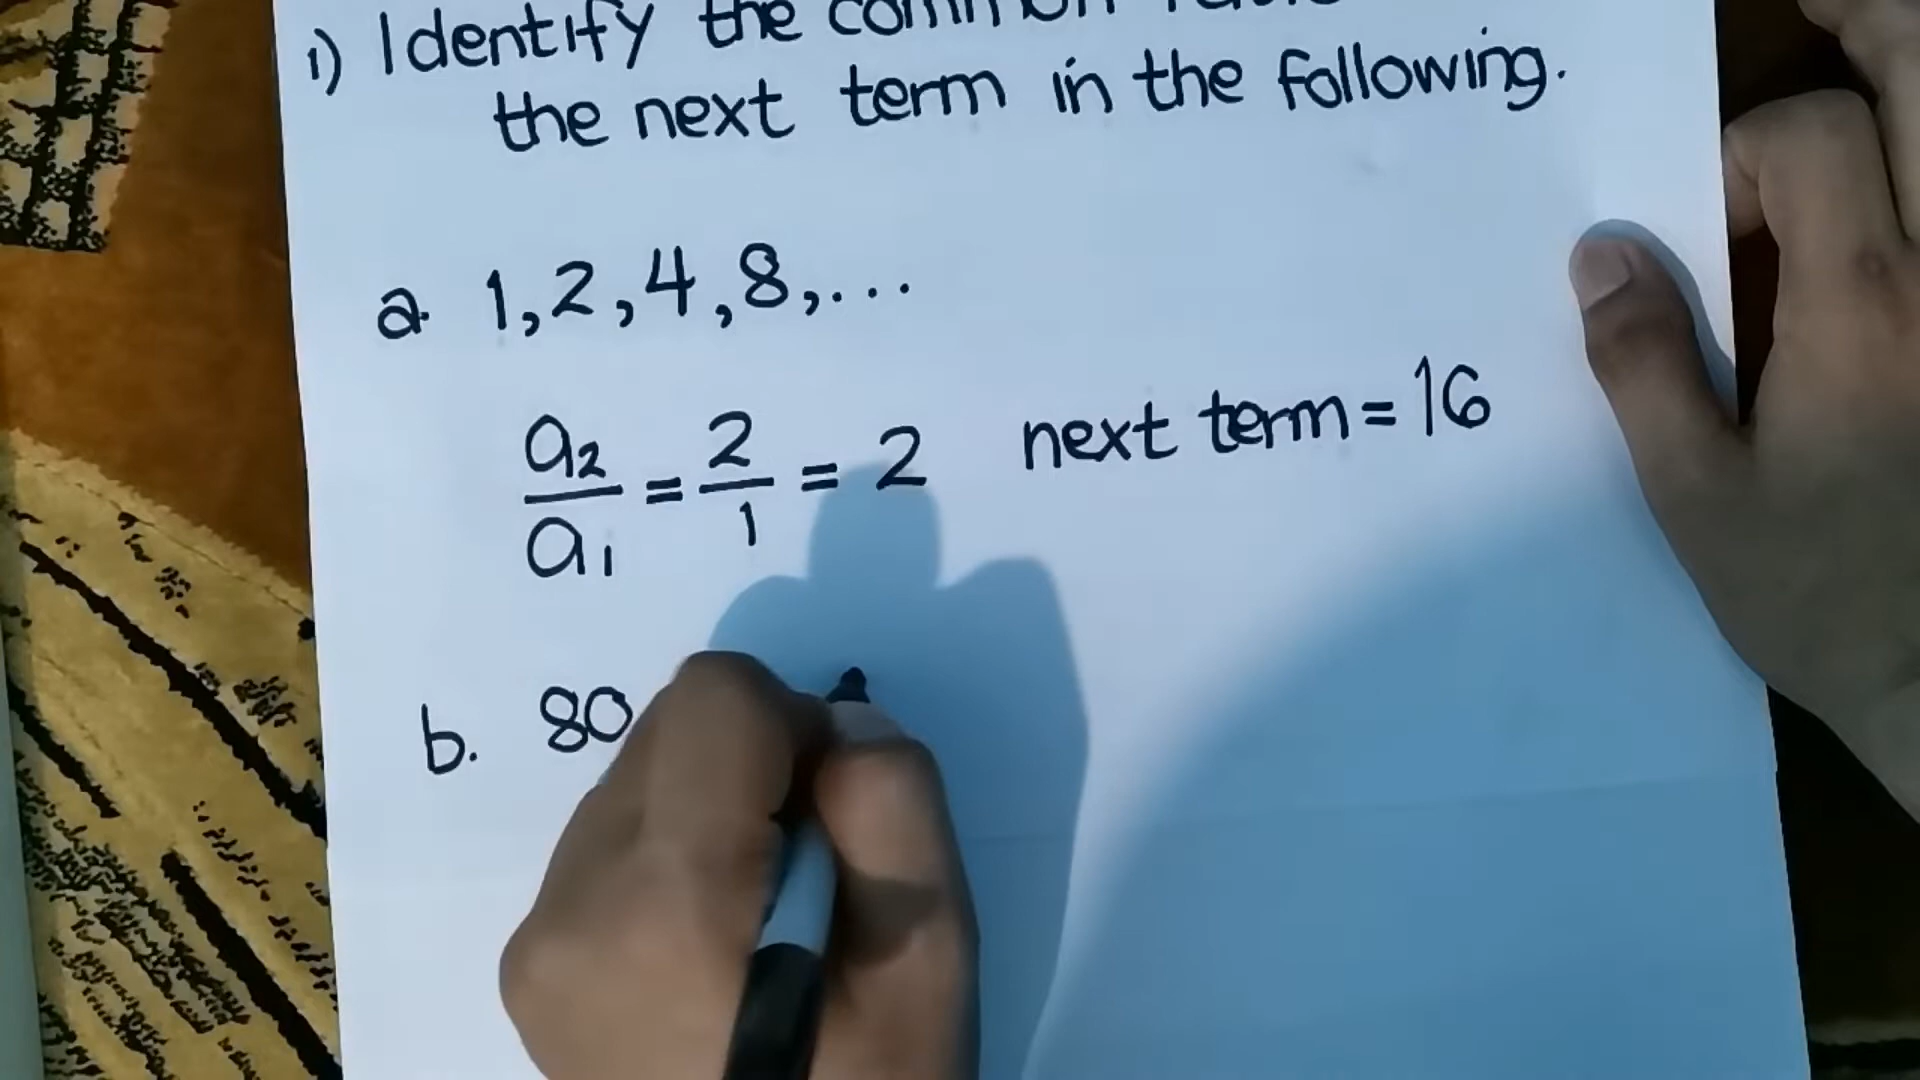 1) Identify the common
the next term in the following.
a. 1,2,4,8,...
a2/a1 = 2/1 = 2 next term = 16
b. 80